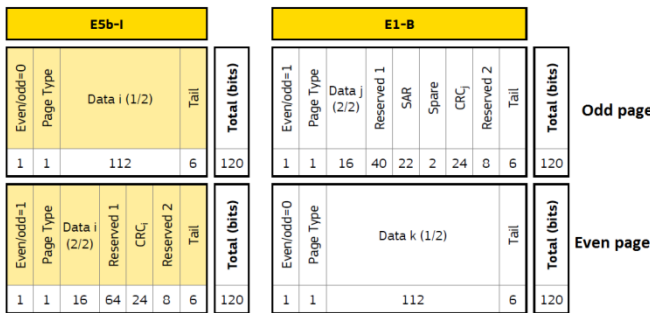 E5b-I
E1-B
Even/odd=0
Page Type
Data i (1/2)
Tail
Total (bits)
1 1 112 6 120
Even/odd=1
Page Type
Data j
(2/2)
Reserved 1
SAR
Spare
CRCj
Reserved 2
Tail
Total (bits)
1 1 16 40 22 2 24 8 6 120
Odd page
Even/odd=1
Page Type
Data i
(2/2)
Reserved 1
CRCi
Reserved 2
Tail
Total (bits)
1 1 16 64 24 8 6 120
Even/odd=0
Page Type
Data k (1/2)
Tail
Total (bits)
1 1 112 6 120
Even page